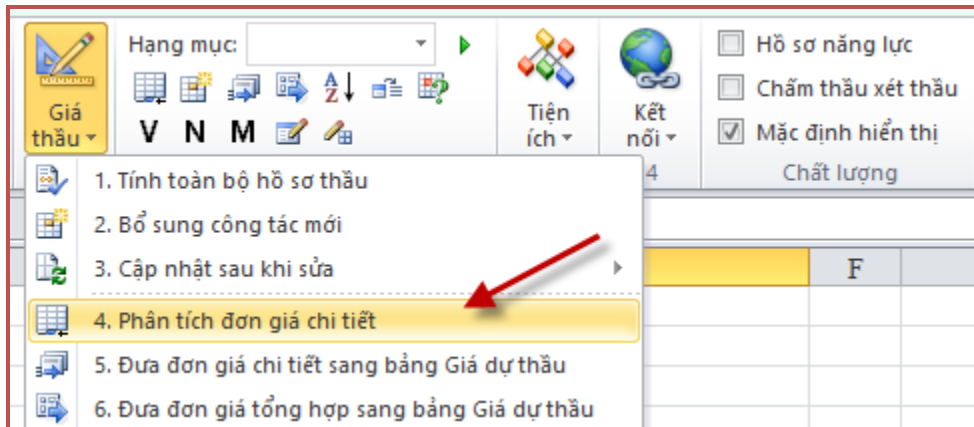 Hạng mục:
Giá
thầu
V N M
Tiện
ích
Kết
nối
Hồ sơ năng lực
Chấm thầu xét thầu
Mặc định hiển thị
4
Chất lượng
1. Tính toàn bộ hồ sơ thầu
2. Bổ sung công tác mới
3. Cập nhật sau khi sửa
4. Phân tích đơn giá chi tiết
5. Đưa đơn giá chi tiết sang bảng Giá dự thầu
6. Đưa đơn giá tổng hợp sang bảng Giá dự thầu
F